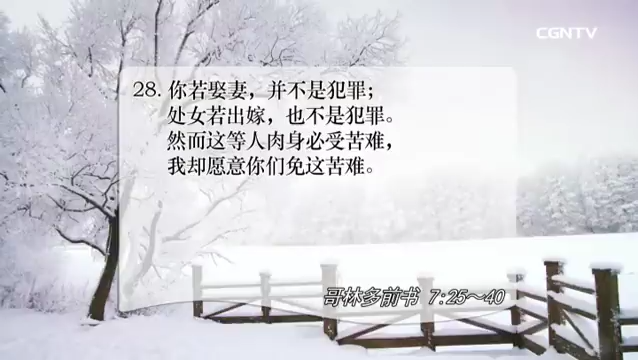 CGNTV
28. 你若娶妻，并不是犯罪；
处女若出嫁，也不是犯罪。
然而这等人肉身必受苦难，
我却愿意你们免这苦难。
哥林多前书 7:25～40